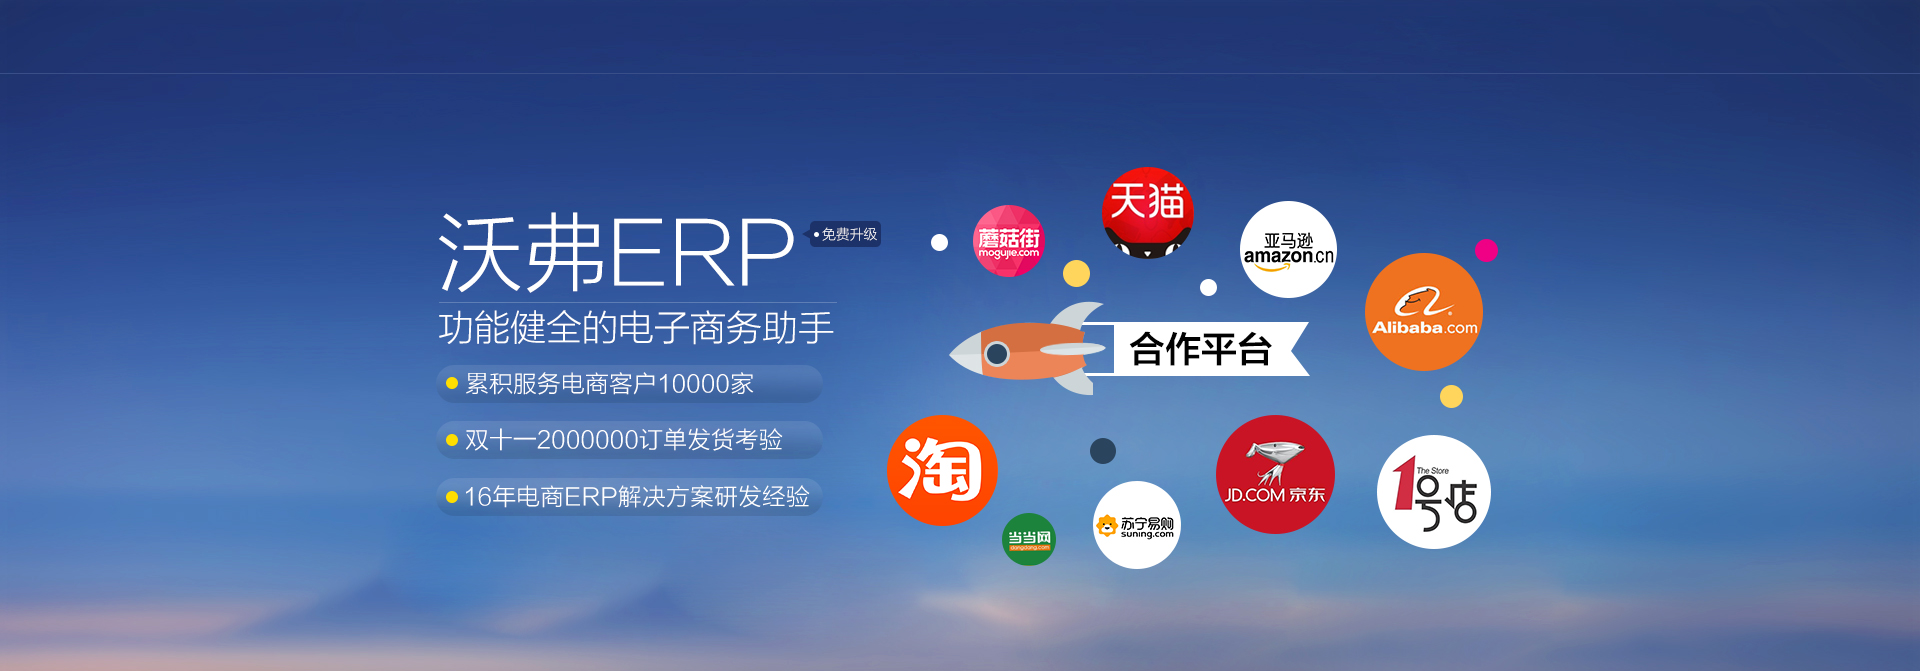 沃弗ERP
免费升级
功能健全的电子商务助手
累积服务电商客户10000家
双十一2000000订单发货考验
16年电商ERP解决方案研发经验
蘑菇街
mogujie.com
天猫
亚马逊
amazon.cn
Alibaba.com
合作平台
淘
当当网
dangdang.com
苏宁易购
suning.com
JD.COM 京东
The Store
1号店